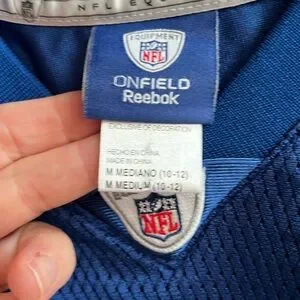 NFL EQU
EQUIPMENT
NFL
ONFIELD
Reebok
EXCLUSIVE OF DECORATION
HECHO EN CHINA
MADE IN CHINA
M MEDIANO (10-12)
M MEDIUM (10-12)
NFL